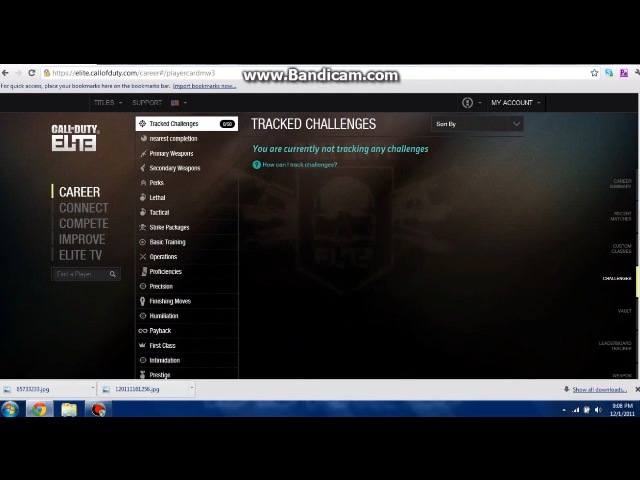 https://elite.callofduty.com/career#/playercardmw3
www.Bandicam.com
For quick access, place your bookmarks here on the bookmarks bar. Import bookmarks now...
TITLES SUPPORT MY ACCOUNT
CALL OF DUTY
ELITE
CAREER
CONNECT
COMPETE
IMPROVE
ELITE TV
Find a Player
Tracked Challenges 0/50
nearest completion
Primary Weapons
Secondary Weapons
Perks
Lethal
Tactical
Strike Packages
Basic Training
Operations
Proficiencies
Precision
Finishing Moves
Humiliation
Payback
First Class
Intimidation
Prestige
TRACKED CHALLENGES
Sort By
You are currently not tracking any challenges
How can I track challenges?
CAREER
SUMMARY
RECENT
MATCHES
CUSTOM
CLASSES
CHALLENGES
VAULT
LEADERBOARD
TRACKER
WEAPON
65733233.jpg
120111161256.jpg
Show all downloads...
9:08 PM
12/1/2011